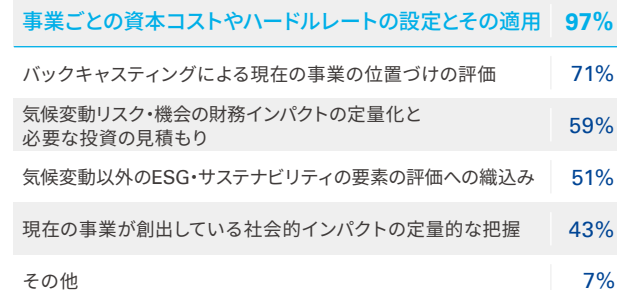 事業ごとの資本コストやハードルレートの設定とその適用 97%
バックキャスティングによる現在の事業の位置づけの評価 71%
気候変動リスク・機会の財務インパクトの定量化と
必要な投資の見積もり 59%
気候変動以外のESG・サステナビリティの要素の評価への織込み 51%
現在の事業が創出している社会的インパクトの定量的な把握 43%
その他 7%